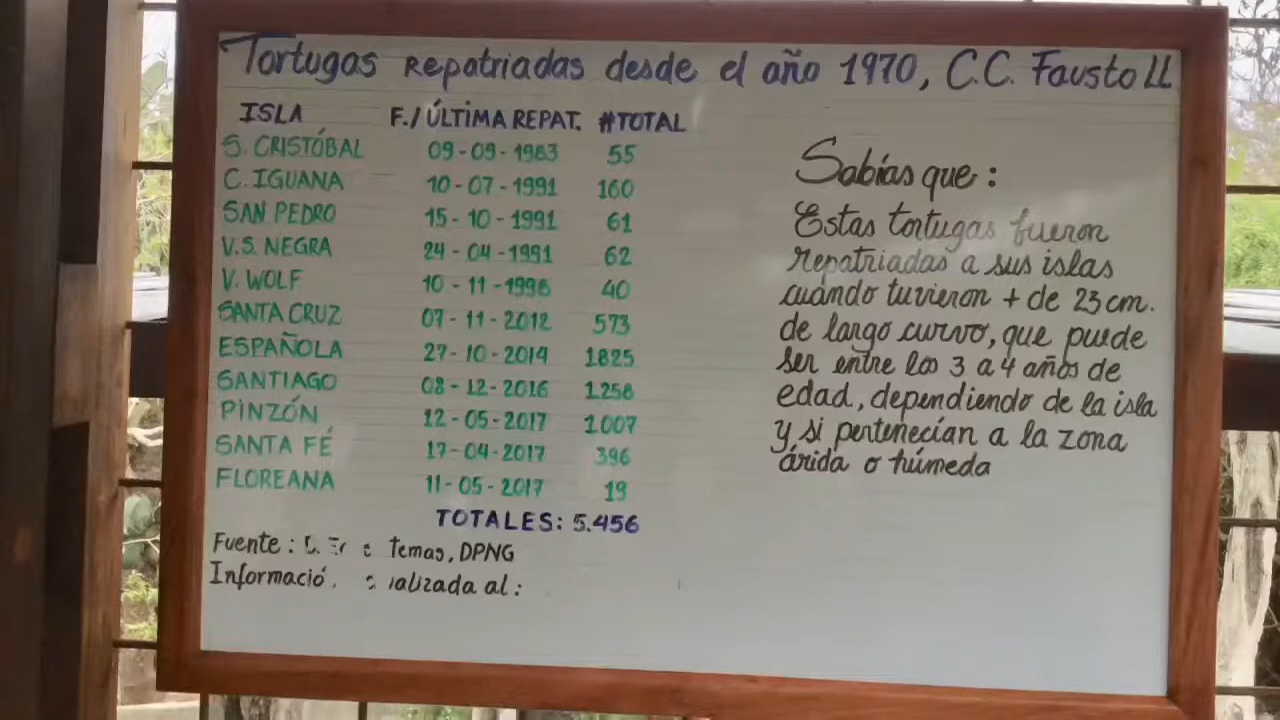 Tortugas repatriadas desde el año 1970, C.C. Fausto LL
ISLA F./ÚLTIMA REPAT. #TOTAL
S. CRISTÓBAL 09-09-1983 55
C. IGUANA 10-07-1991 160
SAN PEDRO 15-10-1991 61
V.S. NEGRA 24-04-1991 62
V. WOLF 10-11-1996 40
SANTA CRUZ 07-11-2012 573
ESPAÑOLA 27-10-2014 1825
SANTIAGO 08-12-2016 1.258
PINZÓN 12-05-2017 1.007
SANTA FÉ 17-04-2017 396
FLOREANA 11-05-2017 19
TOTALES: 5.456
Fuente: temas, DPNG
al:
Sabías que:
Estas tortugas fueron
repatriadas a sus islas
cuándo tuvieron + de 23 cm.
de largo curvo, que puede
ser entre los 3 a 4 años de
edad, dependiendo de la isla
y si pertenecían a la zona
árida o húmeda